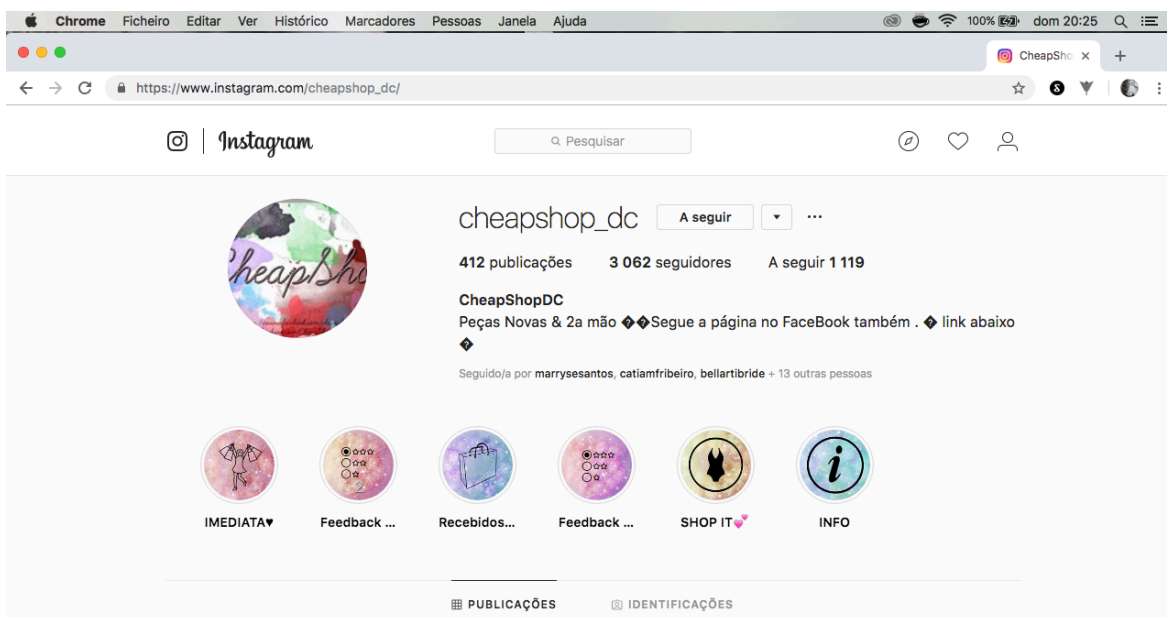 Chrome Ficheiro Editar Ver Histórico Marcadores Pessoas Janela Ajuda 100% dom 20:25
CheapSho
https://www.instagram.com/cheapshop_dc/
Instagram Pesquisar
CheapSho
cheapshop_dc A seguir
412 publicações 3 062 seguidores A seguir 1 119
CheapShopDC
Peças Novas & 2a mão ��Segue a página no FaceBook também . � link abaixo
�
Seguido/a por marrysesantos, catiamfribeiro, bellartibride + 13 outras pessoas
2
i
IMEDIATA♥ Feedback ... Recebidos... Feedback ... SHOP IT💕 INFO
PUBLICAÇÕES IDENTIFICAÇÕES